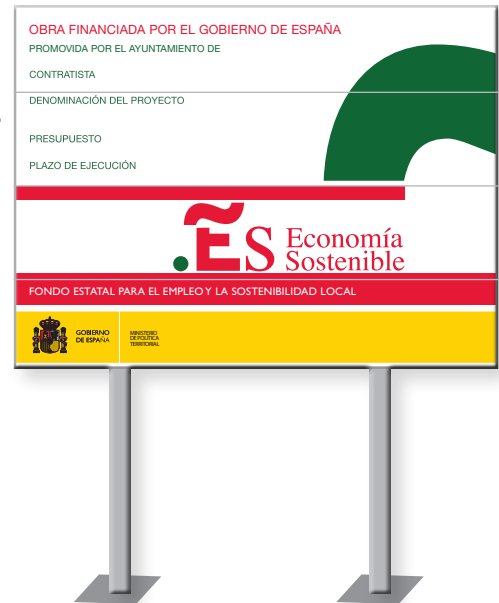 OBRA FINANCIADA POR EL GOBIERNO DE ESPAÑA
PROMOVIDA POR EL AYUNTAMIENTO DE
CONTRATISTA
DENOMINACIÓN DEL PROYECTO
PRESUPUESTO
PLAZO DE EJECUCIÓN
.ẼS Economía
Sostenible
FONDO ESTATAL PARA EL EMPLEO Y LA SOSTENIBILIDAD LOCAL
GOBIERNO
DE ESPAÑA
MINISTERIO
DE POLÍTICA
TERRITORIAL